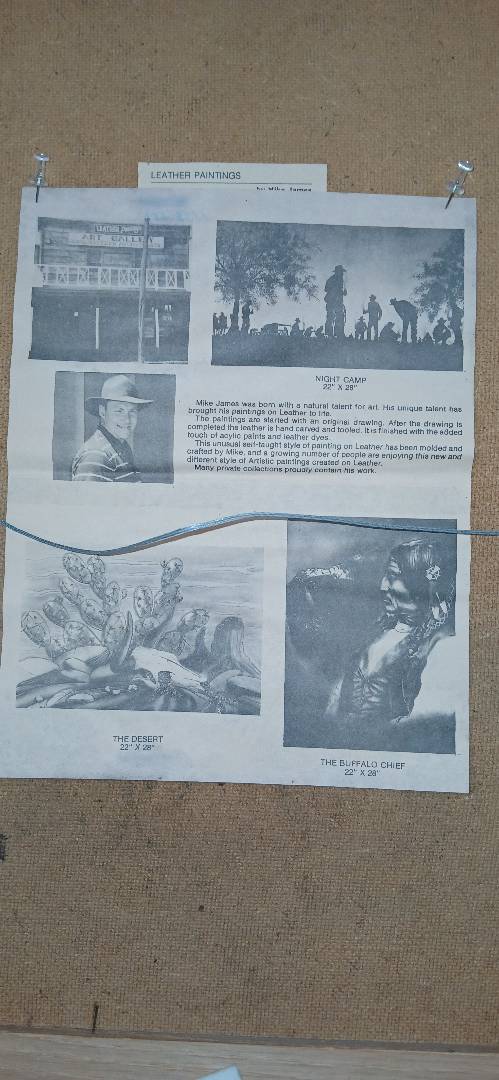 LEATHER PAINTINGS
ART GALLERY
NIGHT CAMP
22" X 28"
Mike James was born with a natural talent for art. His unique talent has
brought his paintings on Leather to life.
The paintings are started with an original drawing. After the drawing is
completed the leather is hand carved and tooled. It is finished with the added
touch of acylic paints and leather dyes.
This unusual self-taught style of painting on Leather has been molded and
crafted by Mike, and a growing number of people are enjoying this new and
different style of Artistic paintings created on Leather.
Many private collections proudly contain his work.
THE DESERT
22" X 28"
THE BUFFALO CHIEF
22" X 28"